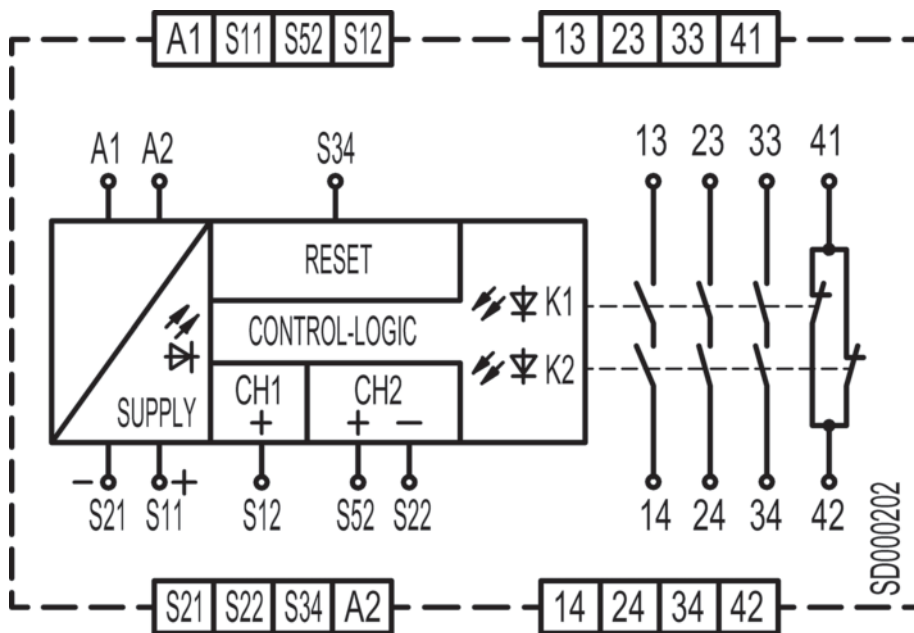 A1 S11 S52 S12 13 23 33 41
A1 A2 S34 13 23 33 41
RESET
K1
CONTROL-LOGIC
K2
CH1 CH2
SUPPLY + + −
− S21 S11 + S12 S52 S22 14 24 34 42
SD000202
S21 S22 S34 A2 14 24 34 42